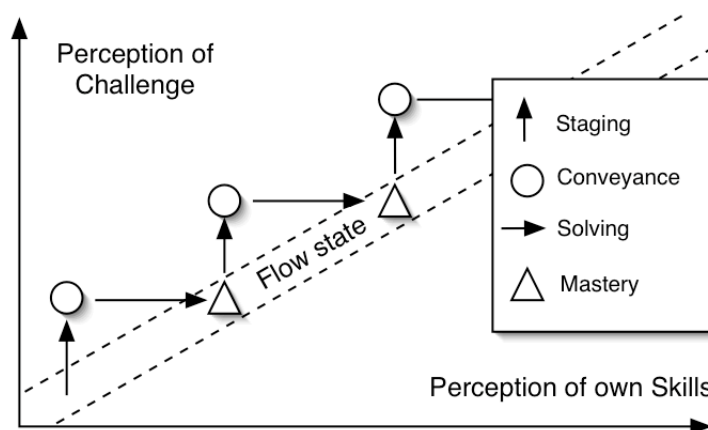 Perception of
Challenge
Staging
Conveyance
Solving
Mastery
Flow state
Perception of own Skills